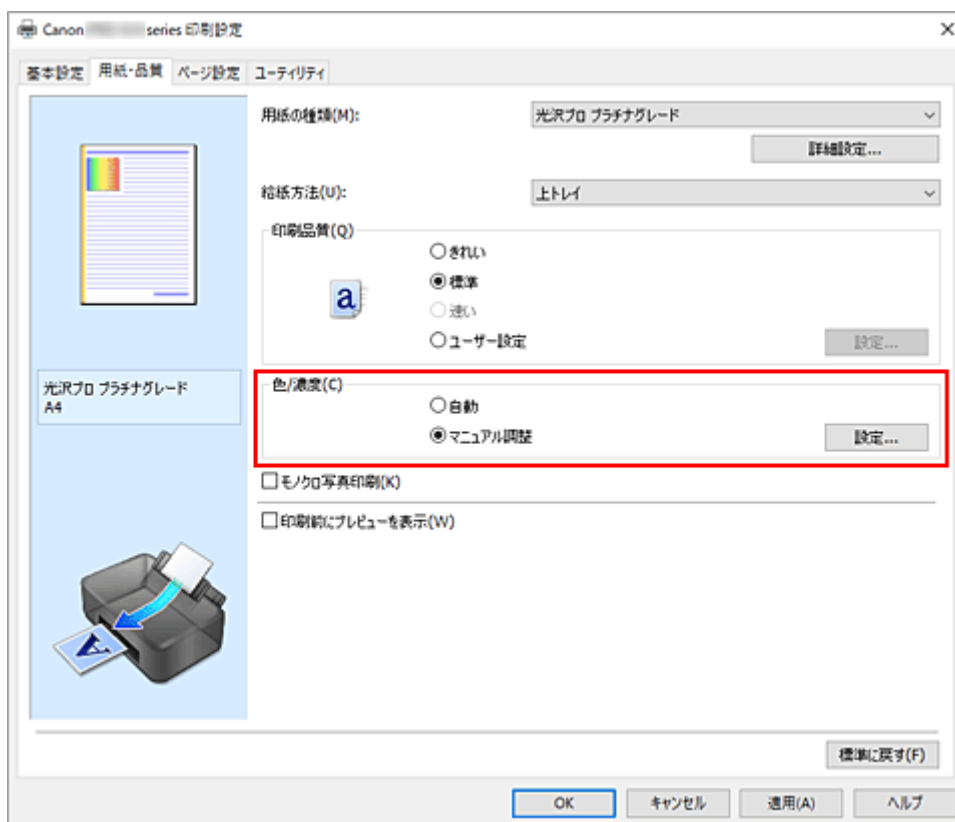 Canon series 印刷設定
基本設定 用紙・品質 ページ設定 ユーティリティ
用紙の種類(M): 光沢プロ プラチナグレード
詳細設定...
給紙方法(U): 上トレイ
印刷品質(Q)
きれい
a 標準
速い
ユーザー設定 設定...
光沢プロ プラチナグレード
A4
色/濃度(C)
自動
マニュアル調整 設定...
モノクロ写真印刷(K)
印刷前にプレビューを表示(W)
A
標準に戻す(F)
OK キャンセル 適用(A) ヘルプ